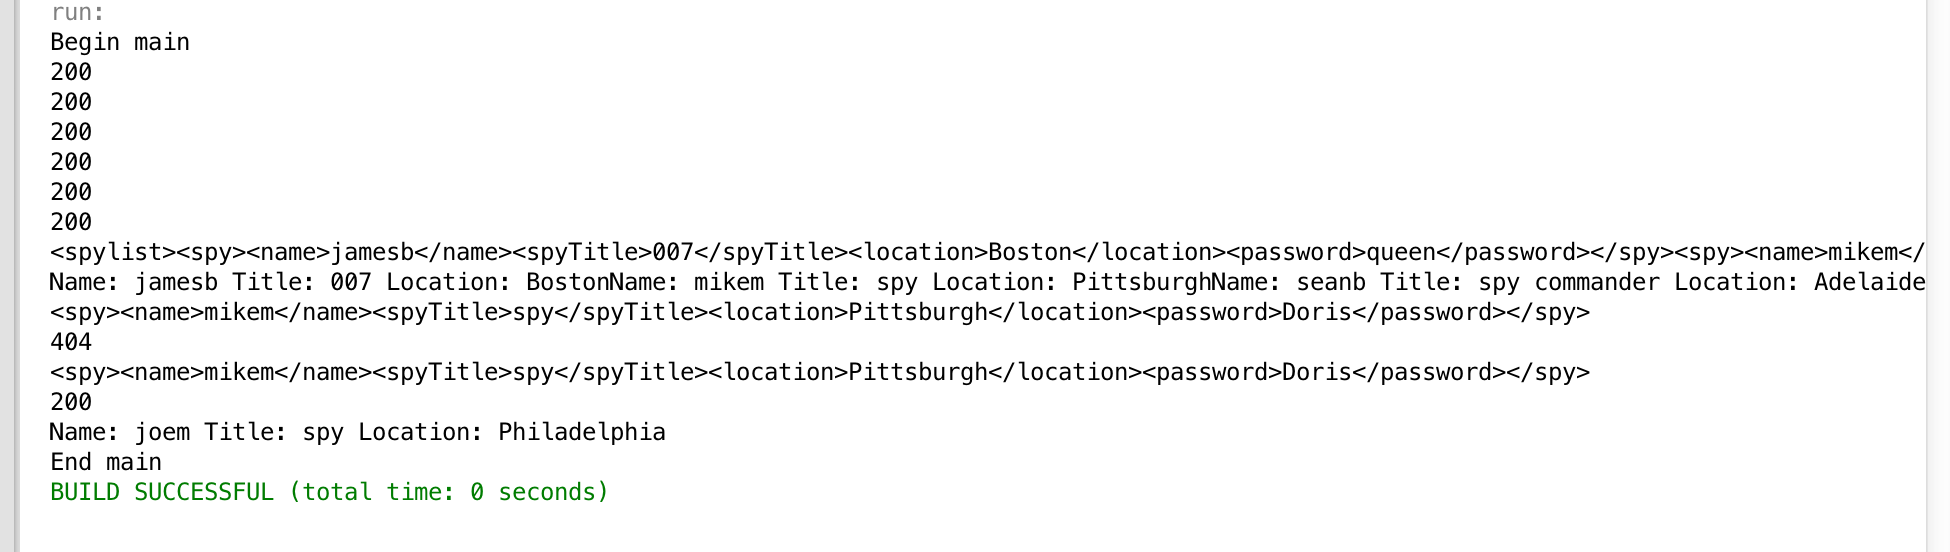 run:
Begin main
200
200
200
200
200
200
<spylist><spy><name>jamesb</name><spyTitle>007</spyTitle><location>Boston</location><password>queen</password></spy><spy><name>mikem</
Name: jamesb Title: 007 Location: BostonName: mikem Title: spy Location: PittsburghName: seanb Title: spy commander Location: Adelaide
<spy><name>mikem</name><spyTitle>spy</spyTitle><location>Pittsburgh</location><password>Doris</password></spy>
404
<spy><name>mikem</name><spyTitle>spy</spyTitle><location>Pittsburgh</location><password>Doris</password></spy>
200
Name: joem Title: spy Location: Philadelphia
End main
BUILD SUCCESSFUL (total time: 0 seconds)